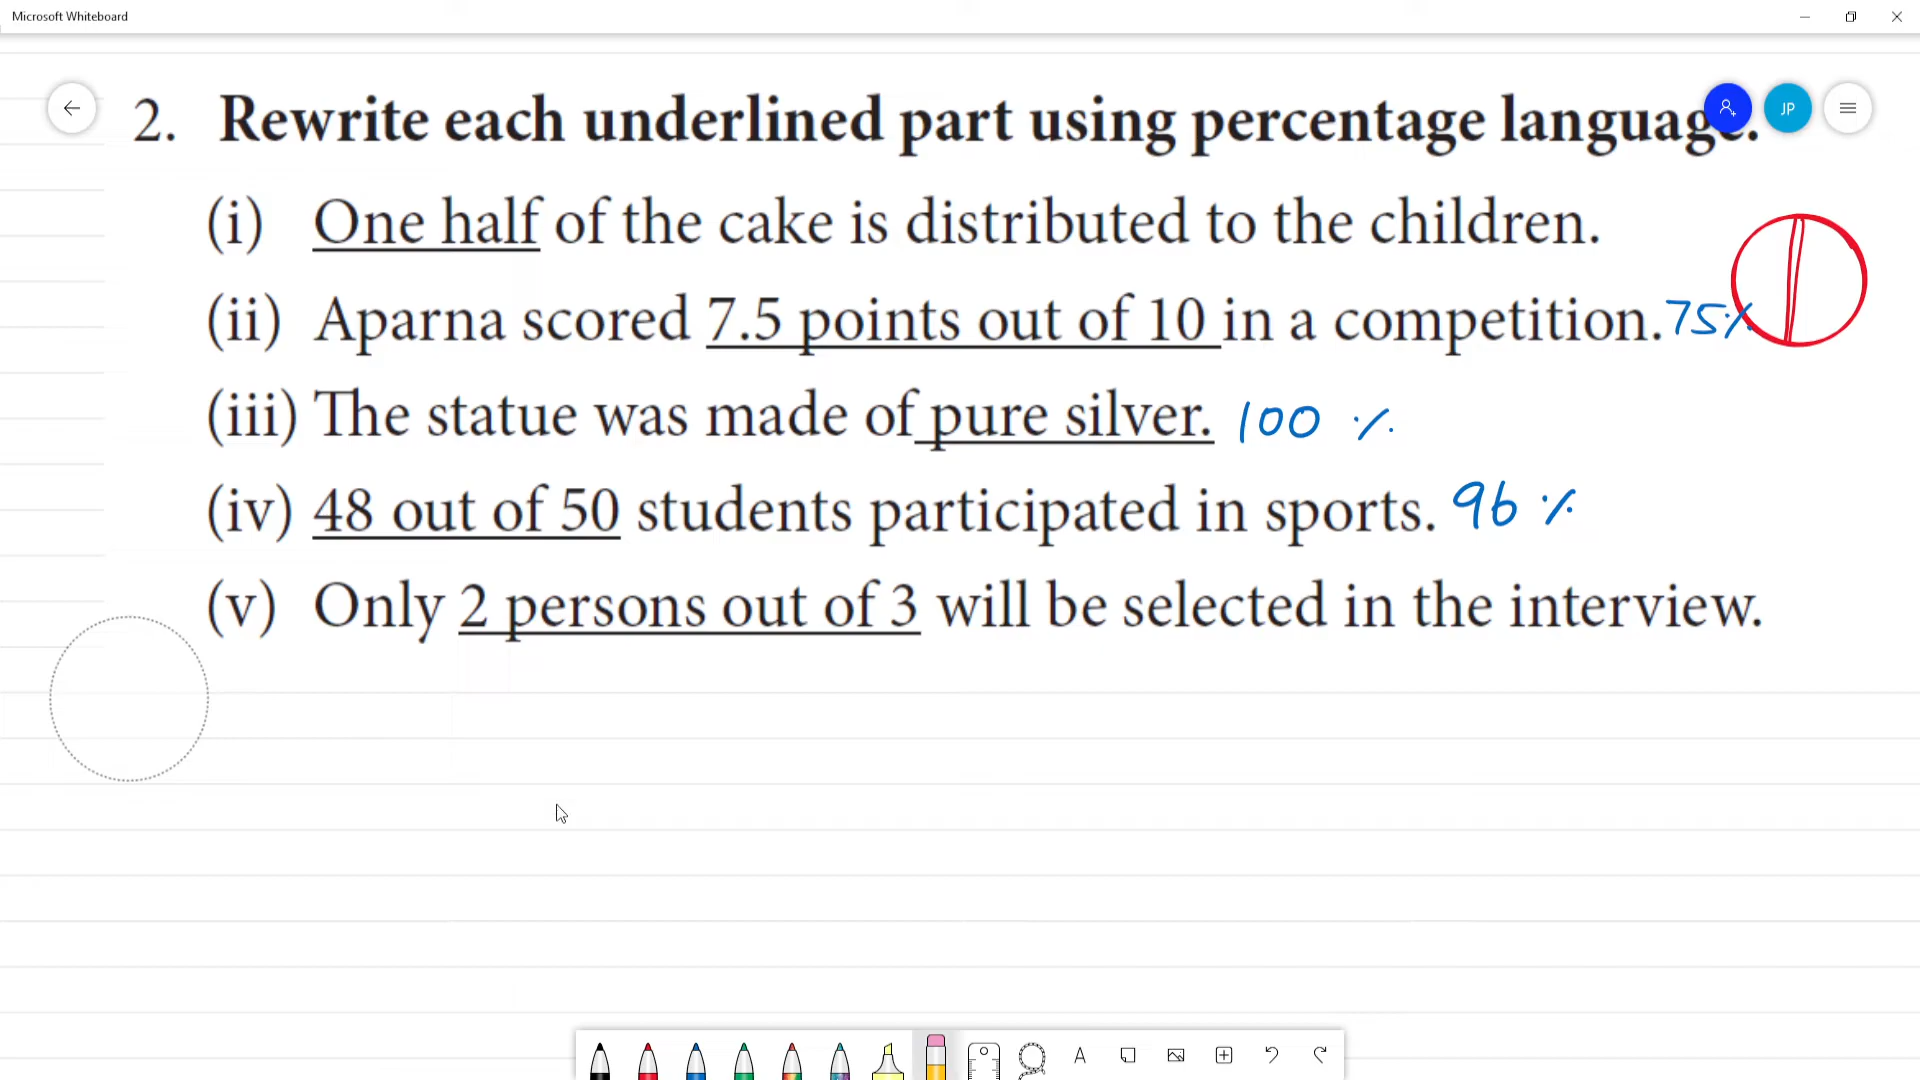 Microsoft Whiteboard
2. Rewrite each underlined part using percentage language.
JP
(i) One half of the cake is distributed to the children.
(ii) Aparna scored 7.5 points out of 10 in a competition. 75%
(iii) The statue was made of pure silver. 100 %
(iv) 48 out of 50 students participated in sports. 96 %
(v) Only 2 persons out of 3 will be selected in the interview.